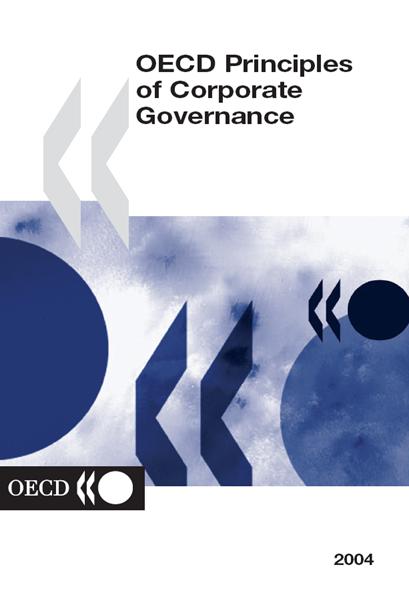 OECD Principles
of Corporate
Governance
OECD
2004